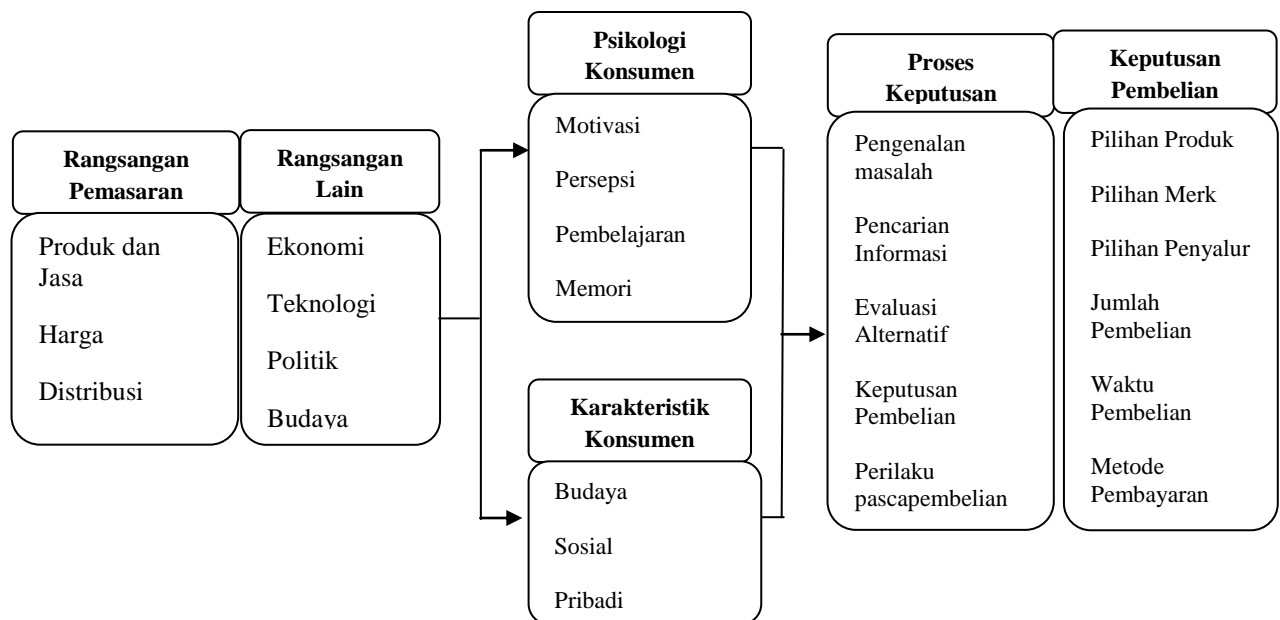 Rangsangan
Pemasaran
Produk dan
Jasa
Harga
Distribusi
Rangsangan
Lain
Ekonomi
Teknologi
Politik
Budaya
Psikologi
Konsumen
Motivasi
Persepsi
Pembelajaran
Memori
Karakteristik
Konsumen
Budaya
Sosial
Pribadi
Proses
Keputusan
Pengenalan
masalah
Pencarian
Informasi
Evaluasi
Alternatif
Keputusan
Pembelian
Perilaku
pascapembelian
Keputusan
Pembelian
Pilihan Produk
Pilihan Merk
Pilihan Penyalur
Jumlah
Pembelian
Waktu
Pembelian
Metode
Pembayaran